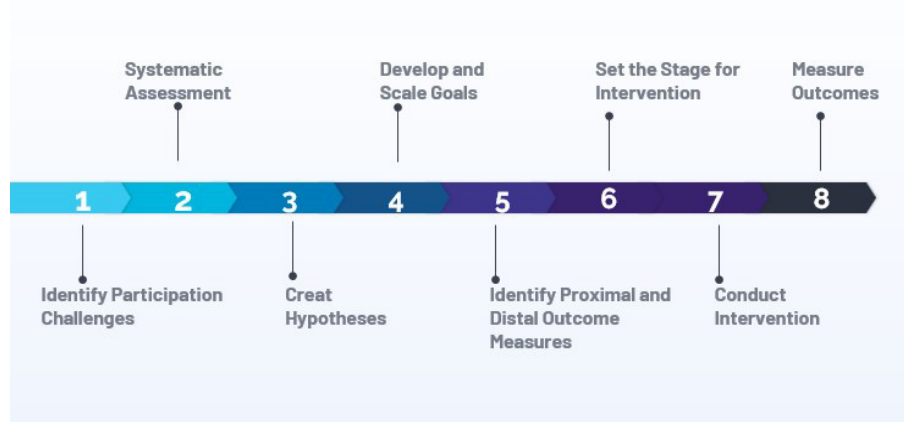 Systematic
Assessment
Develop and
Scale Goals
Set the Stage for
Intervention
Measure
Outcomes
1 2 3 4 5 6 7 8
Identify Participation
Challenges
Creat
Hypotheses
Identify Proximal and
Distal Outcome
Measures
Conduct
Intervention